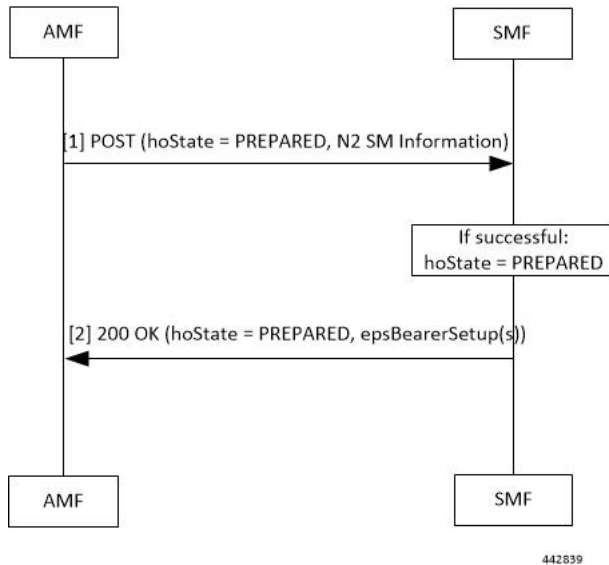 AMF
SMF
[1] POST (hoState = PREPARED, N2 SM Information)
If successful:
hoState = PREPARED
[2] 200 OK (hoState = PREPARED, epsBearerSetup(s))
AMF
SMF
442839